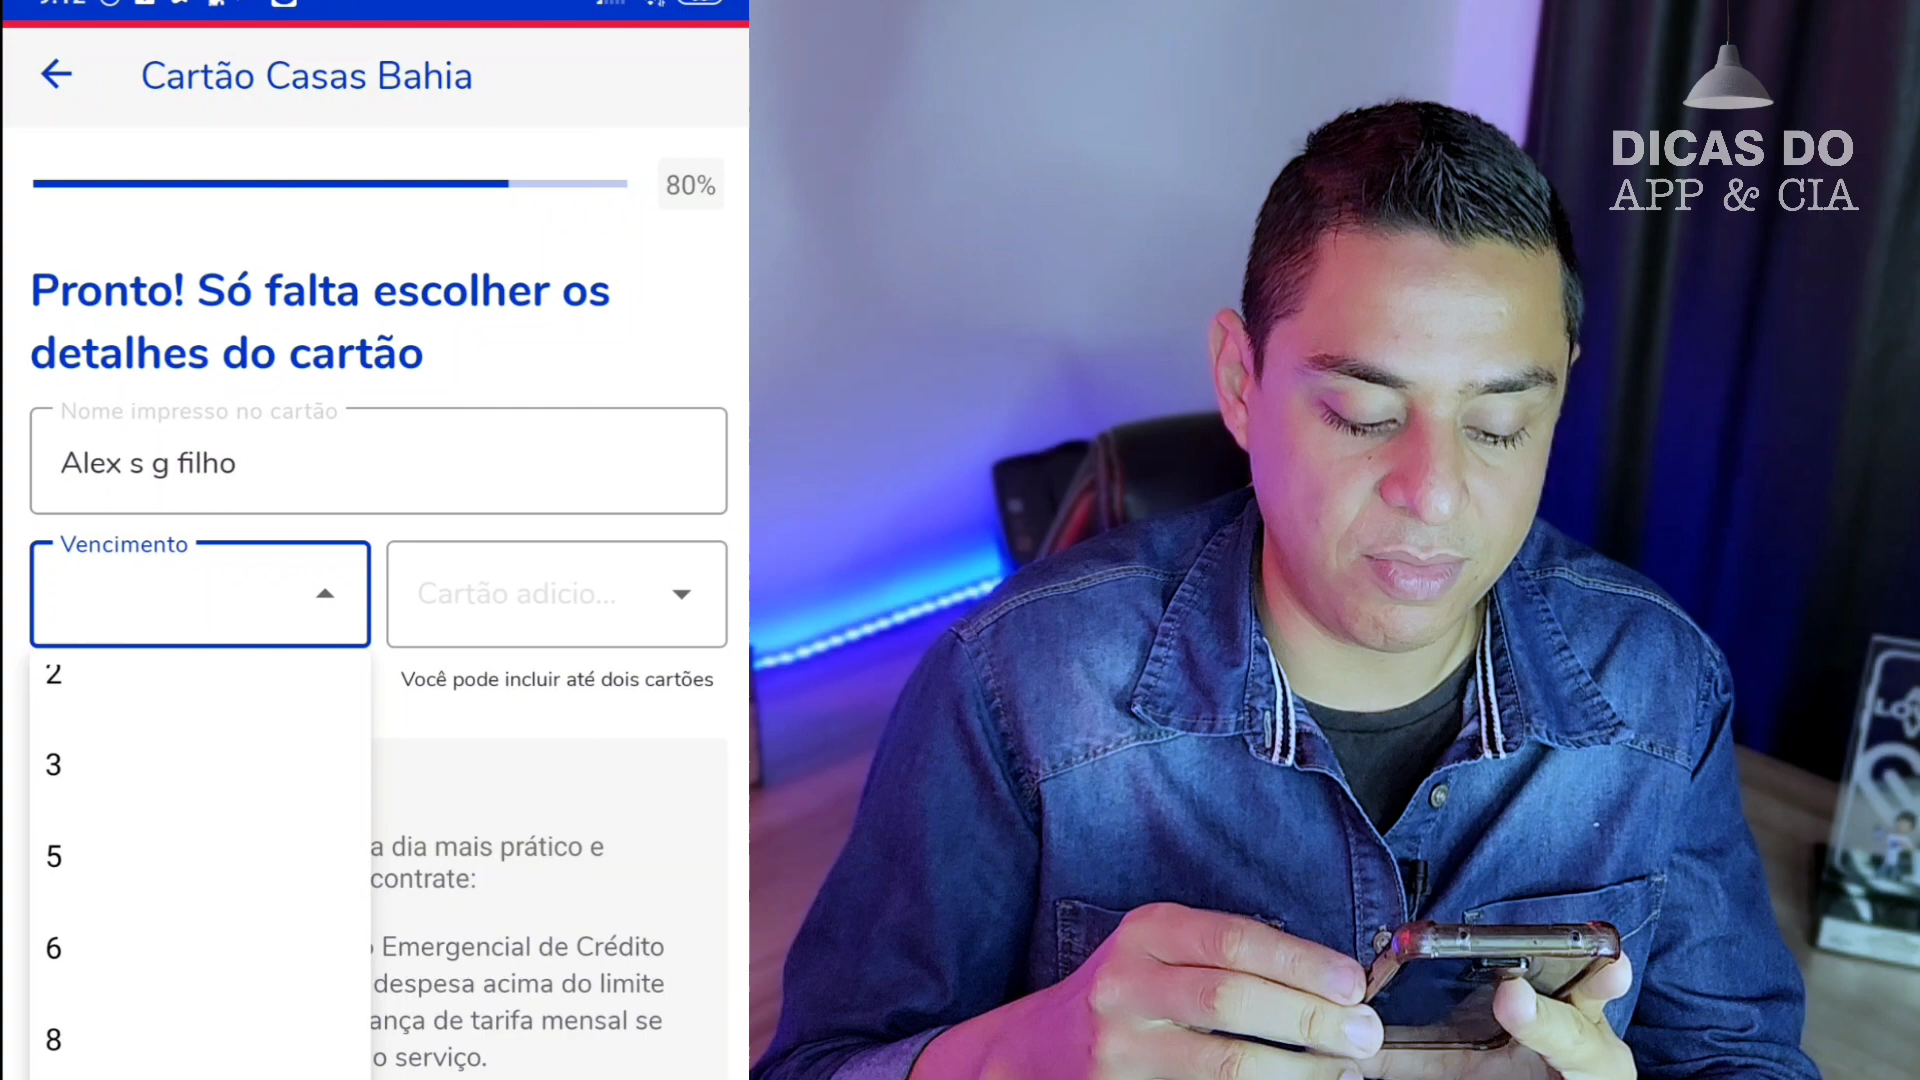 Cartão Casas Bahia
80%
Pronto! Só falta escolher os
detalhes do cartão
Nome impresso no cartão
Alex s g filho
Vencimento
Cartão adicio...
Você pode incluir até dois cartões
2
3
5
6
8
a dia mais prático e
contrate:
Emergencial de Crédito
despesa acima do limite
ança de tarifa mensal se
o serviço.
DICAS DO
APP & CIA